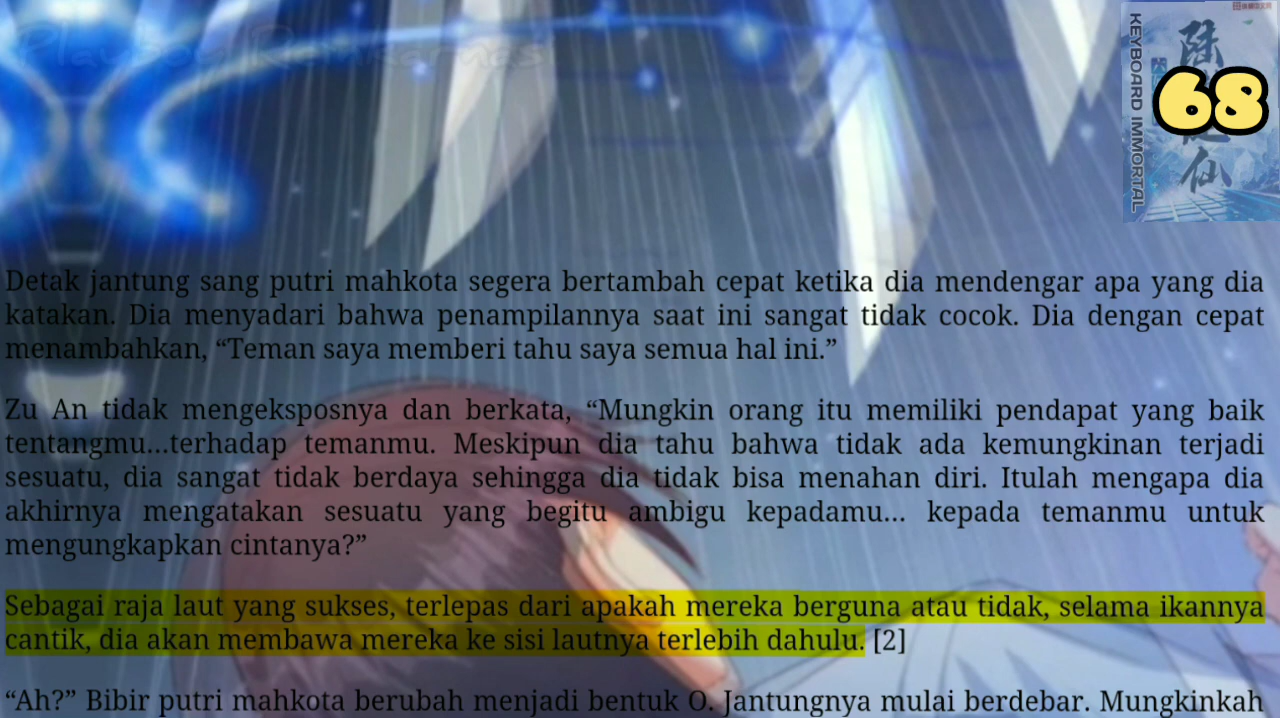 Playboy
KEYBOARD IMMORTAL
68
仙
Detak jantung sang putri mahkota segera bertambah cepat ketika dia mendengar apa yang dia
katakan. Dia menyadari bahwa penampilannya saat ini sangat tidak cocok. Dia dengan cepat
menambahkan, “Teman saya memberi tahu saya semua hal ini.”
Zu An tidak mengeksposnya dan berkata, “Mungkin orang itu memiliki pendapat yang baik
tentangmu...terhadap temanmu. Meskipun dia tahu bahwa tidak ada kemungkinan terjadi
sesuatu, dia sangat tidak berdaya sehingga dia tidak bisa menahan diri. Itulah mengapa dia
akhirnya mengatakan sesuatu yang begitu ambigu kepadamu... kepada temanmu untuk
mengungkapkan cintanya?”
Sebagai raja laut yang sukses, terlepas dari apakah mereka berguna atau tidak, selama ikannya
cantik, dia akan membawa mereka ke sisi lautnya terlebih dahulu. [2]
“Ah?” Bibir putri mahkota berubah menjadi bentuk O. Jantungnya mulai berdebar. Mungkinkah